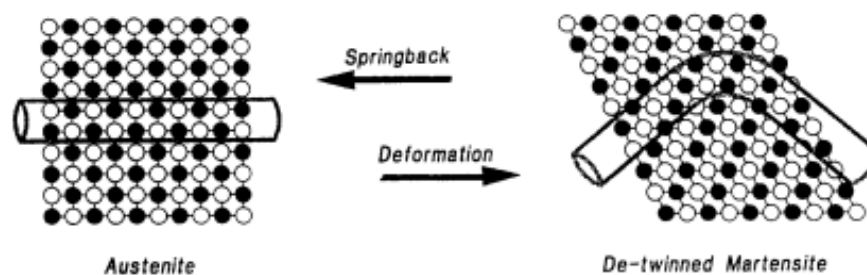 Springback
Deformation
Austenite
De-twinned Martensite